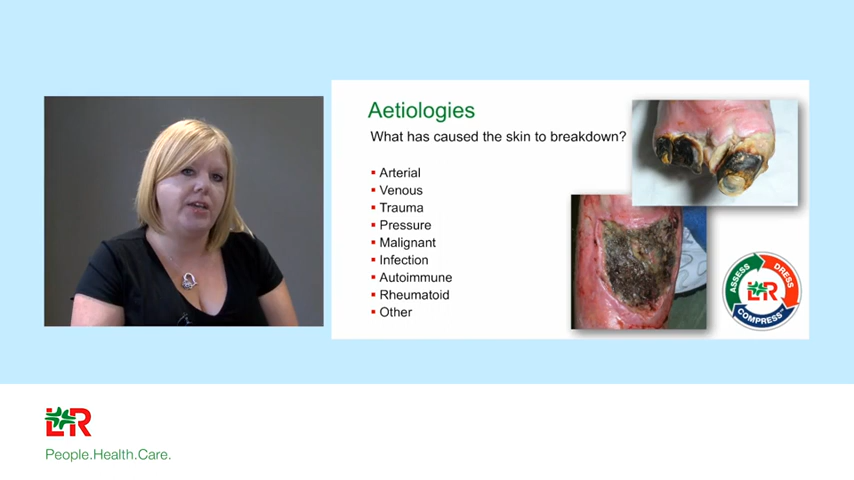 Aetiologies
What has caused the skin to breakdown?
Arterial
Venous
Trauma
Pressure
Malignant
Infection
Autoimmune
Rheumatoid
Other
ASSESS
DRESS
COMPRESS™
L&R
L&R
People.Health.Care.